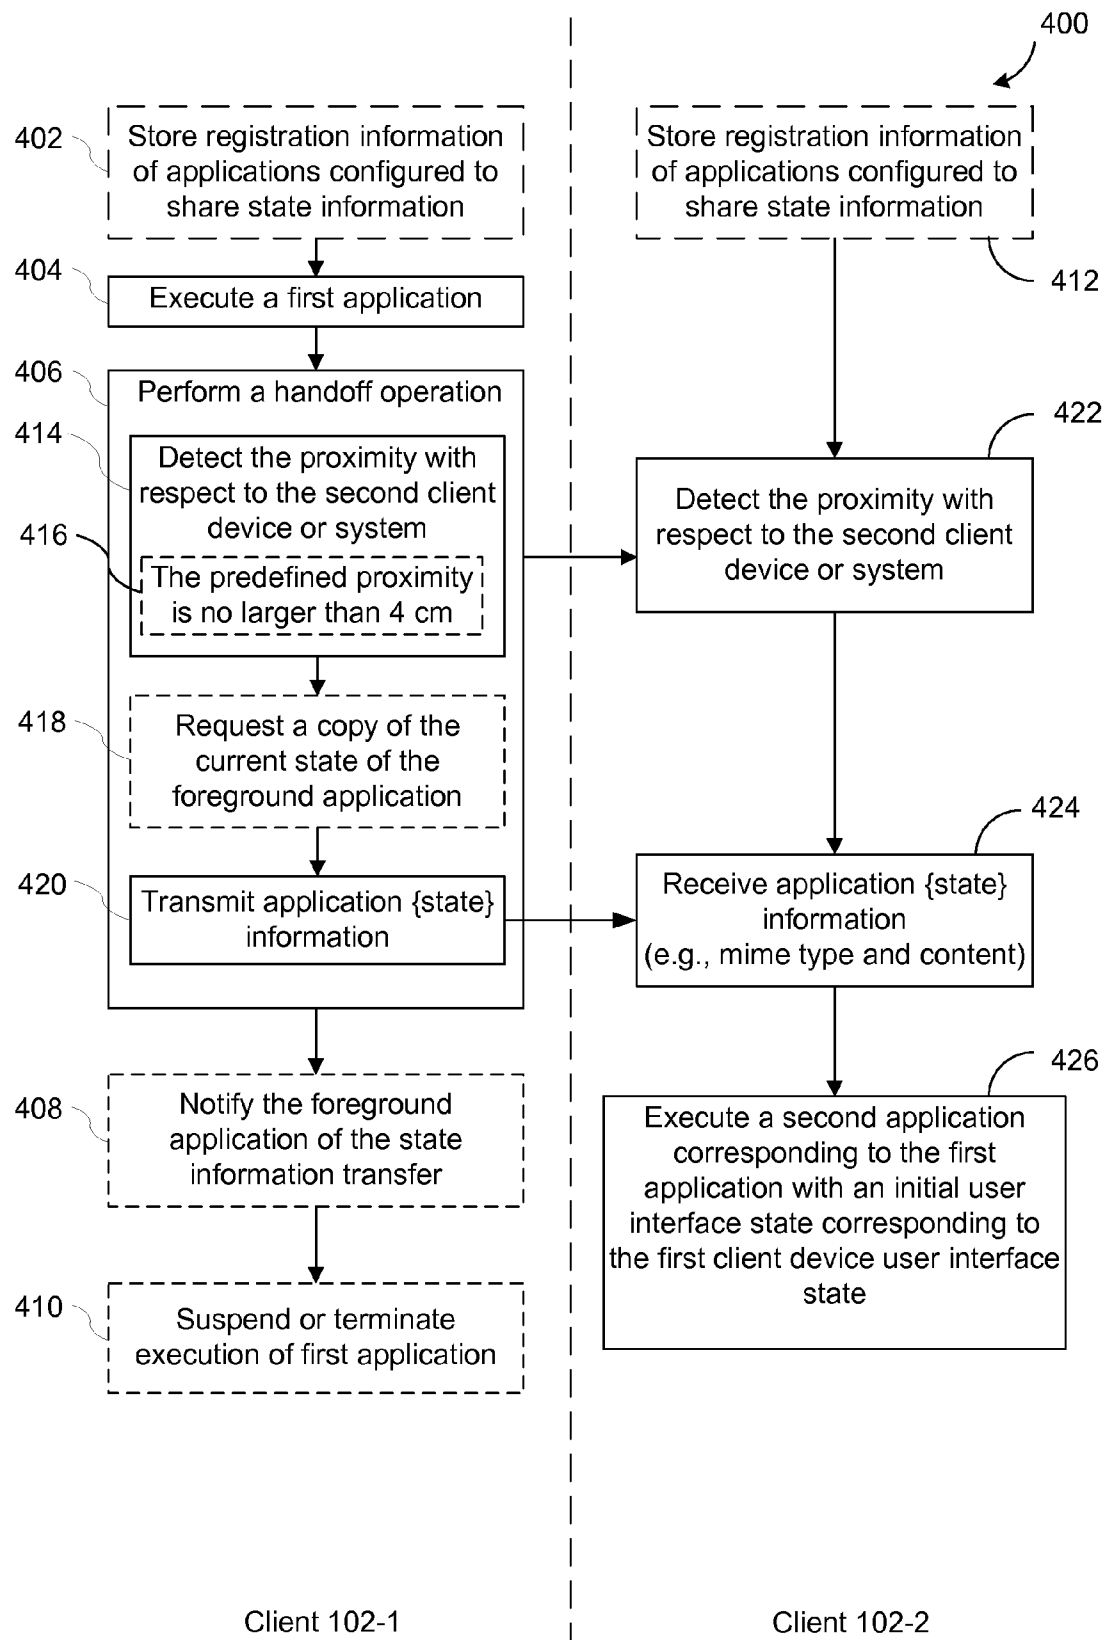 400
402
Store registration information
of applications configured to
share state information
404
Execute a first application
406
Perform a handoff operation
414
Detect the proximity with
respect to the second client
device or system
416
The predefined proximity
is no larger than 4 cm
418
Request a copy of the
current state of the
foreground application
420
Transmit application {state}
information
408
Notify the foreground
application of the state
information transfer
410
Suspend or terminate
execution of first application
Client 102-1
Store registration information
of applications configured to
share state information
412
422
Detect the proximity with
respect to the second client
device or system
424
Receive application {state}
information
(e.g., mime type and content)
426
Execute a second application
corresponding to the first
application with an initial user
interface state corresponding to
the first client device user interface
state
Client 102-2